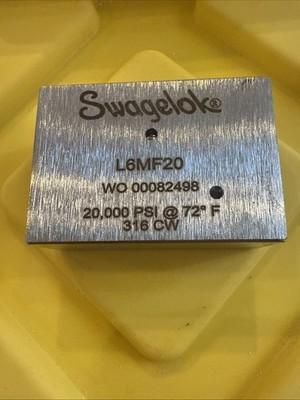 Swagelok®
L6MF20
WO 00082498
20,000 PSI @ 72° F
316 CW